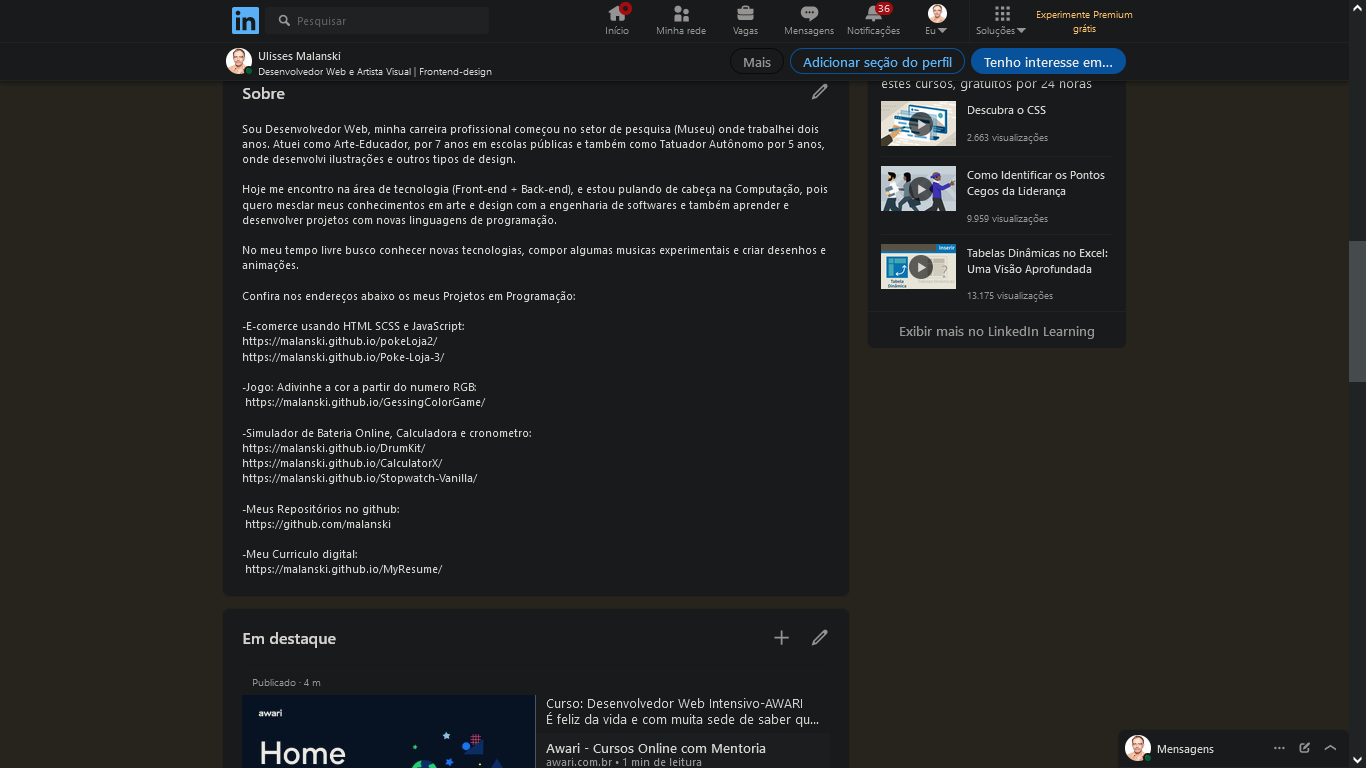 in
Pesquisar
Início
Minha rede
Vagas
Mensagens
36
Notificações
Eu
Soluções
Experimente Premium
grátis
Ulisses Malanski
Desenvolvedor Web e Artista Visual | Frontend-design
Mais
Adicionar seção do perfil
Tenho interesse em...
Sobre
Sou Desenvolvedor Web, minha carreira profissional começou no setor de pesquisa (Museu) onde trabalhei dois
anos. Atuei como Arte-Educador, por 7 anos em escolas públicas e também como Tatuador Autônomo por 5 anos,
onde desenvolvi ilustrações e outros tipos de design.
Hoje me encontro na área de tecnologia (Front-end + Back-end), e estou pulando de cabeça na Computação, pois
quero mesclar meus conhecimentos em arte e design com a engenharia de softwares e também aprender e
desenvolver projetos com novas linguagens de programação.
No meu tempo livre busco conhecer novas tecnologias, compor algumas musicas experimentais e criar desenhos e
animações.
Confira nos endereços abaixo os meus Projetos em Programação:
-E-comerce usando HTML SCSS e JavaScript:
https://malanski.github.io/pokeLoja2/
https://malanski.github.io/Poke-Loja-3/
-Jogo: Adivinhe a cor a partir do numero RGB:
https://malanski.github.io/GessingColorGame/
-Simulador de Bateria Online, Calculadora e cronometro:
https://malanski.github.io/DrumKit/
https://malanski.github.io/CalculatorX/
https://malanski.github.io/Stopwatch-Vanilla/
-Meus Repositórios no github:
https://github.com/malanski
-Meu Curriculo digital:
https://malanski.github.io/MyResume/
estes cursos, gratuitos por 24 horas
Descubra o CSS
2.663 visualizações
Como Identificar os Pontos
Cegos da Liderança
9.959 visualizações
Inserir
Tabela
Dinâmica
Tabelas Dinâmicas no Excel:
Uma Visão Aprofundada
13.175 visualizações
Exibir mais no LinkedIn Learning
Em destaque
Publicado · 4 m
awari
Home
Curso: Desenvolvedor Web Intensivo-AWARI
É feliz da vida e com muita sede de saber qu...
Awari - Cursos Online com Mentoria
awari.com.br • 1 min de leitura
Mensagens